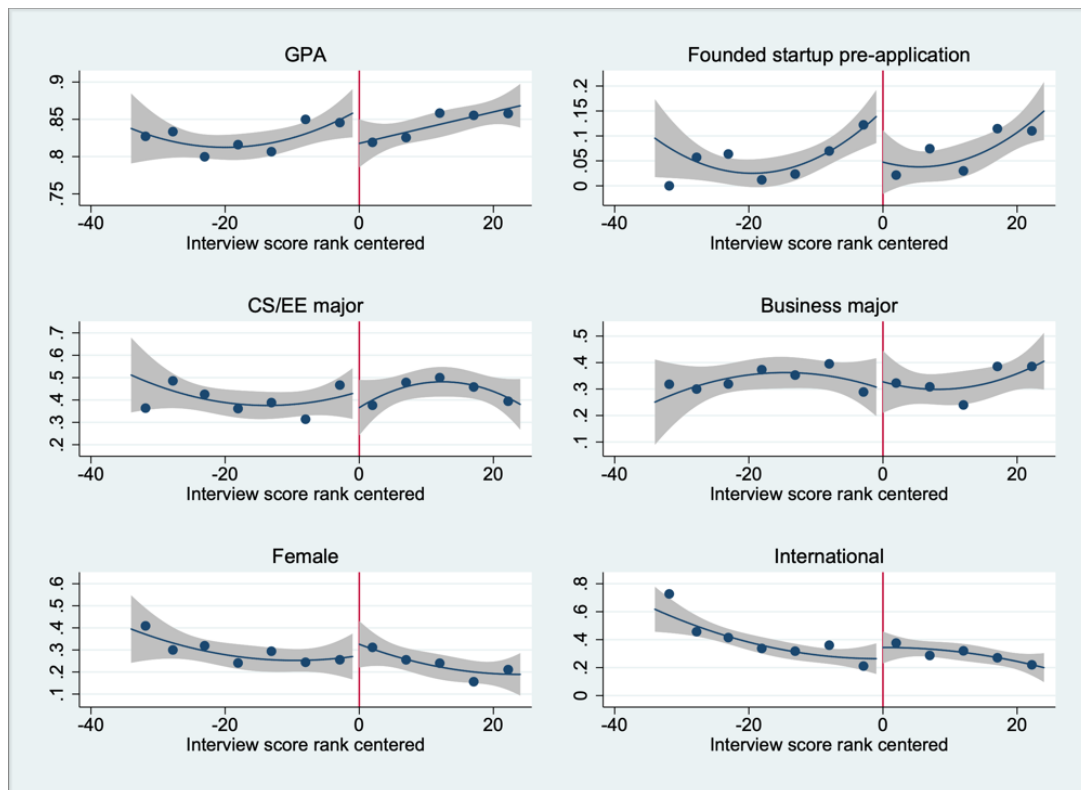 GPA
.9
.85
.8
.75
-40 -20 0 20
Interview score rank centered
Founded startup pre-application
.2
.15
.1
.05
0
-40 -20 0 20
Interview score rank centered
CS/EE major
.7
.6
.5
.4
.3
.2
-40 -20 0 20
Interview score rank centered
Business major
.5
.4
.3
.2
.1
-40 -20 0 20
Interview score rank centered
Female
.6
.5
.4
.3
.2
.1
-40 -20 0 20
Interview score rank centered
International
.8
.6
.4
.2
0
-40 -20 0 20
Interview score rank centered